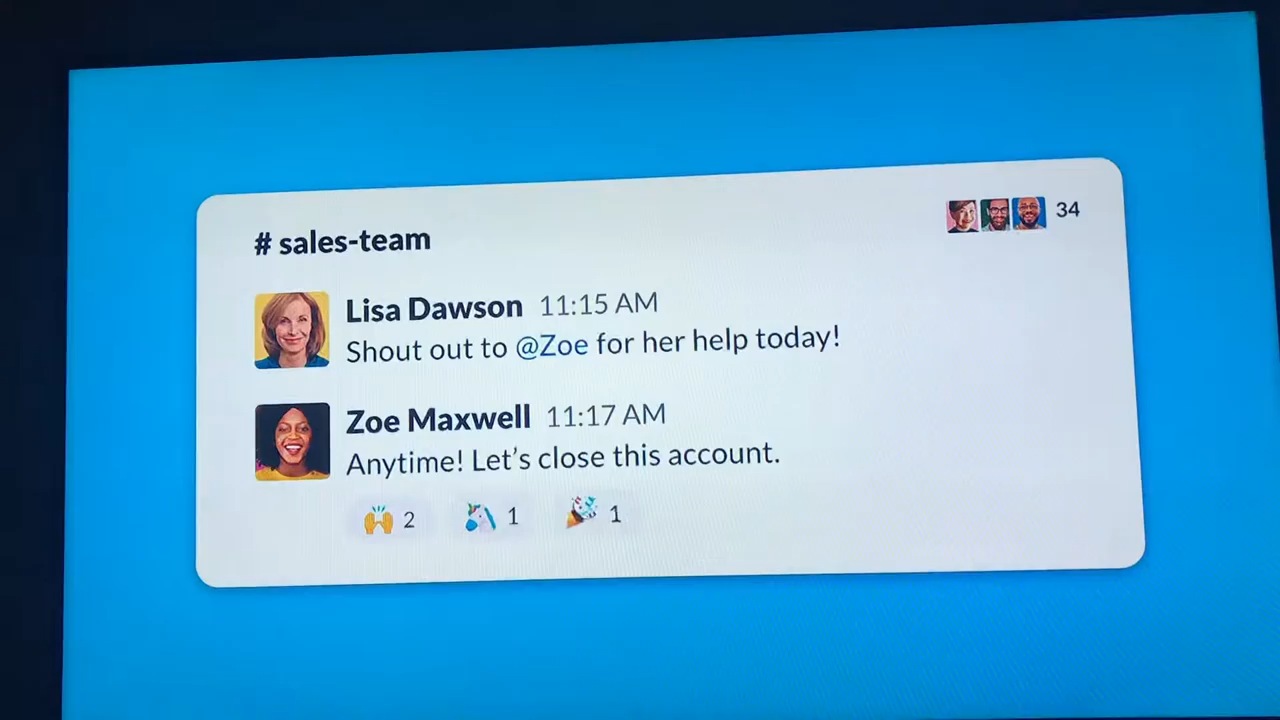 # sales-team
34
Lisa Dawson 11:15 AM
Shout out to @Zoe for her help today!
Zoe Maxwell 11:17 AM
Anytime! Let’s close this account.
🙌 2 🦄 1 🎉 1